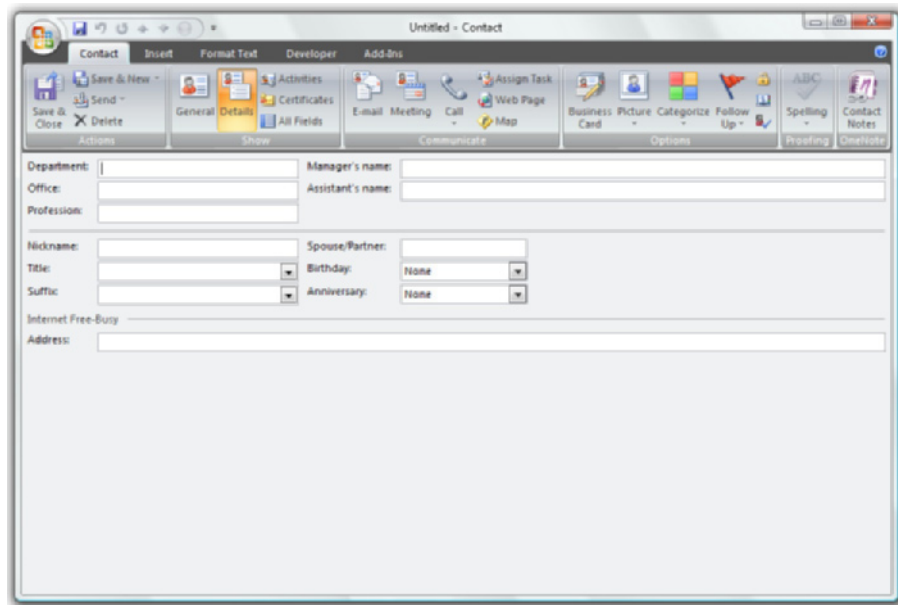 Untitled - Contact
Contact Insert Format Text Developer Add-Ins
Save & Close
Save & New
Send
Delete
Actions
General
Details
Activities
Certificates
All Fields
Show
E-mail
Meeting
Call
Assign Task
Web Page
Map
Communicate
Business Card
Picture
Categorize
Follow Up
Options
ABC
Spelling
Proofing
Contact Notes
OneNote
Department: Manager's name:
Office: Assistant's name:
Profession:
Nickname: Spouse/Partner:
Title: Birthday: None
Suffix: Anniversary: None
Internet Free-Busy
Address: